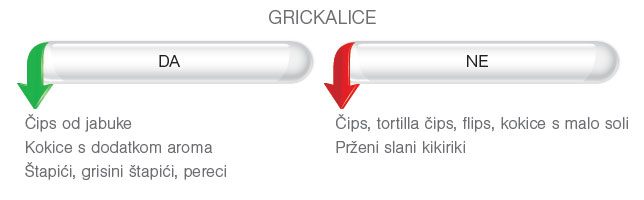 GRICKALICE
DA
NE
Čips od jabuke
Kokice s dodatkom aroma
Štapići, grisini štapići, pereci
Čips, tortilla čips, flips, kokice s malo soli
Prženi slani kikiriki